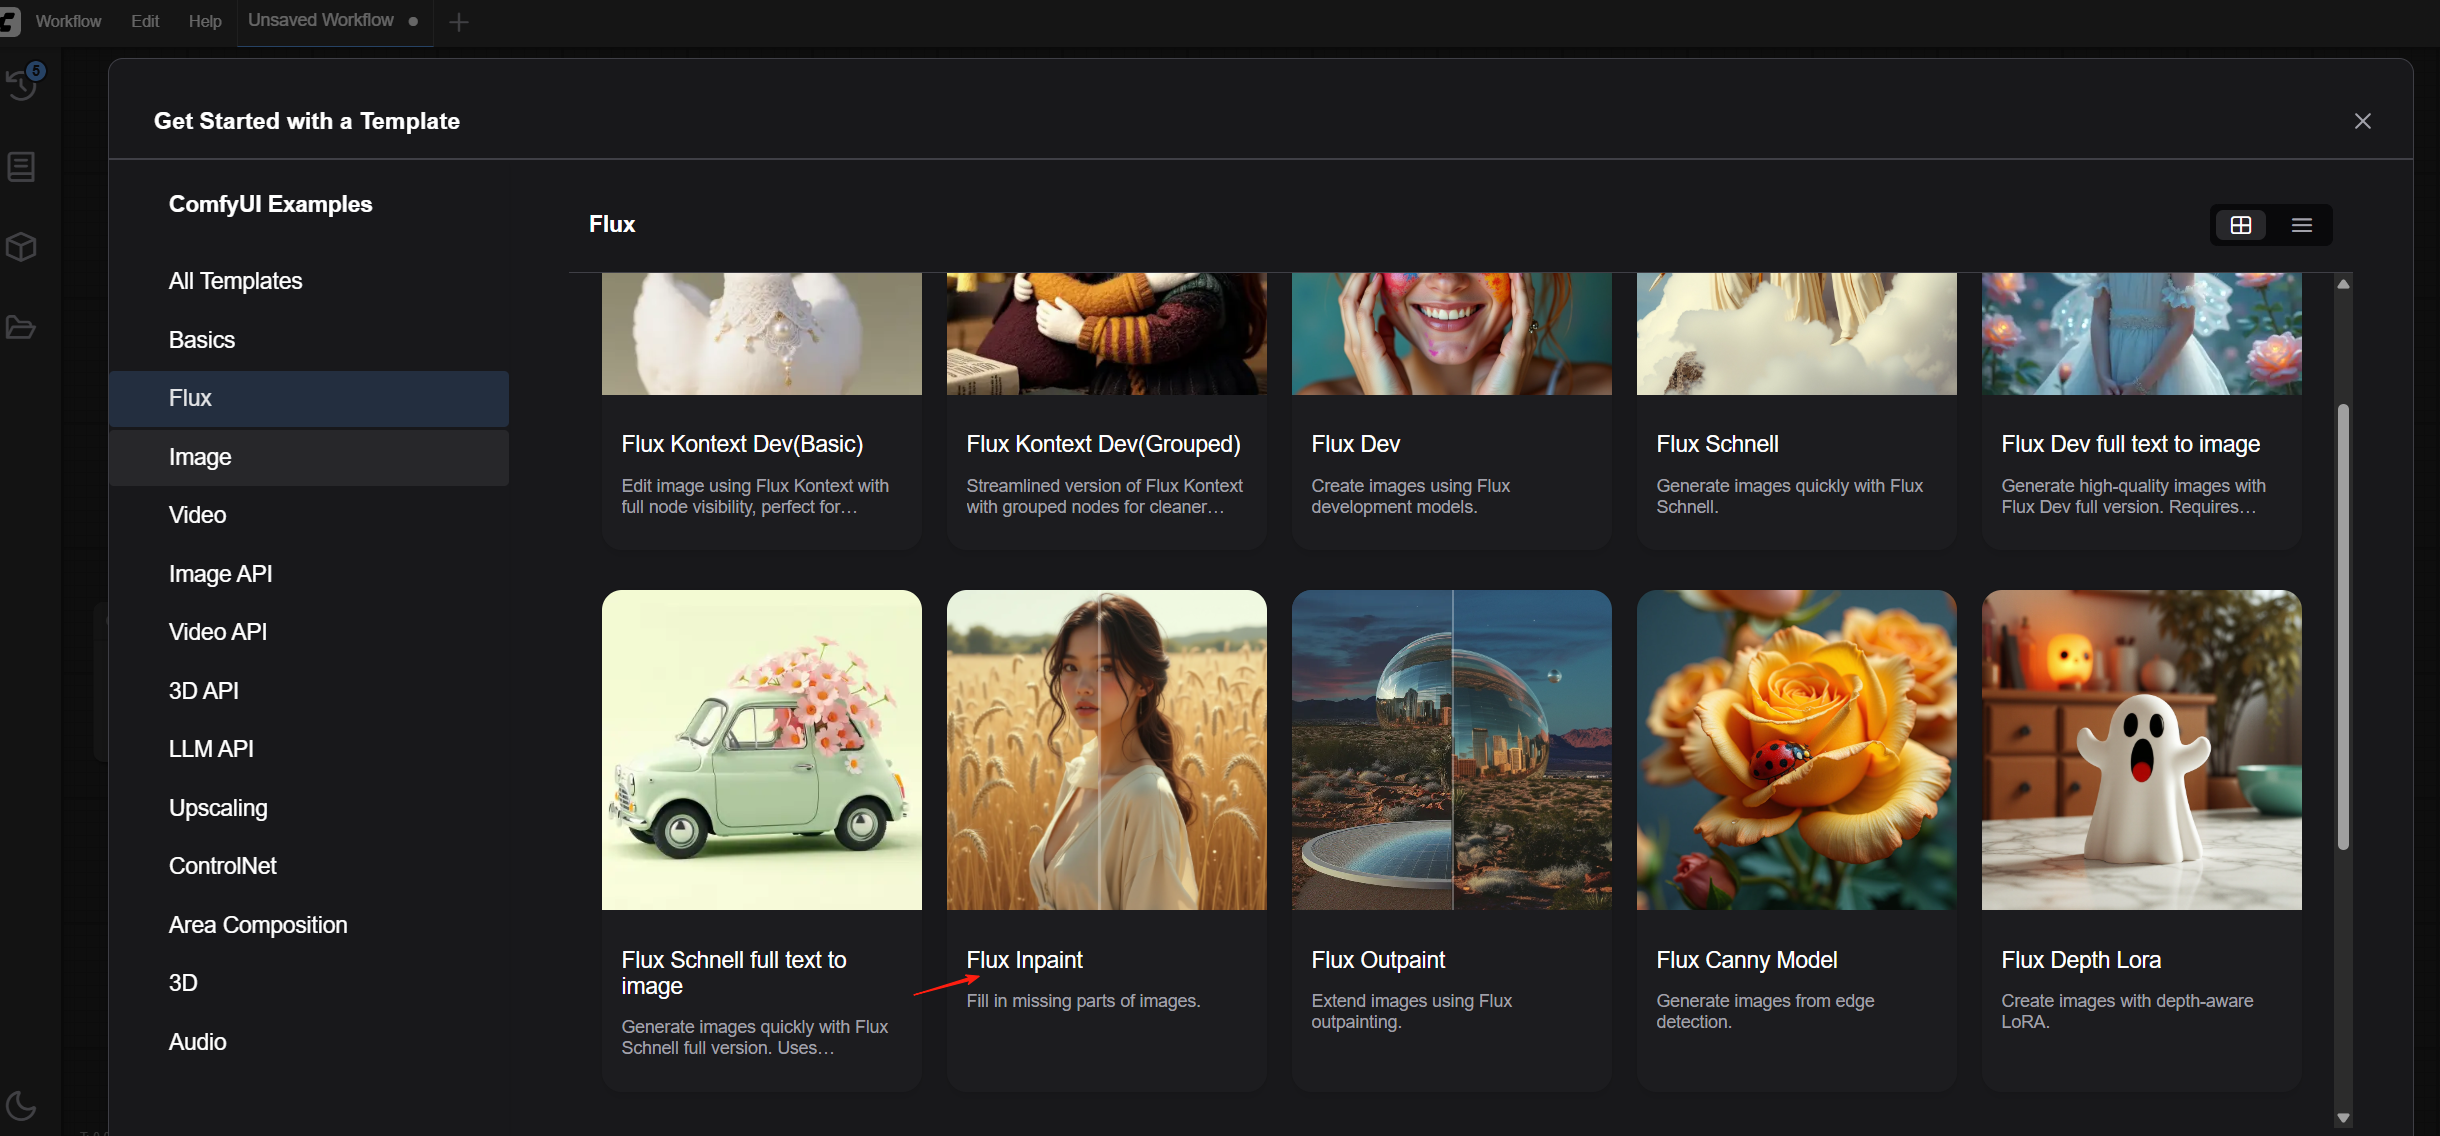 Workflow
Edit
Help
Unsaved Workflow
5
Get Started with a Template
ComfyUI Examples
All Templates
Basics
Flux
Image
Video
Image API
Video API
3D API
LLM API
Upscaling
ControlNet
Area Composition
3D
Audio
Flux
Flux Kontext Dev(Basic)
Edit image using Flux Kontext with
full node visibility, perfect for...
Flux Kontext Dev(Grouped)
Streamlined version of Flux Kontext
with grouped nodes for cleaner...
Flux Dev
Create images using Flux
development models.
Flux Schnell
Generate images quickly with Flux
Schnell.
Flux Dev full text to image
Generate high-quality images with
Flux Dev full version. Requires...
Flux Schnell full text to
image
Generate images quickly with Flux
Schnell full version. Uses...
Flux Inpaint
Fill in missing parts of images.
Flux Outpaint
Extend images using Flux
outpainting.
Flux Canny Model
Generate images from edge
detection.
Flux Depth Lora
Create images with depth-aware
LoRA.